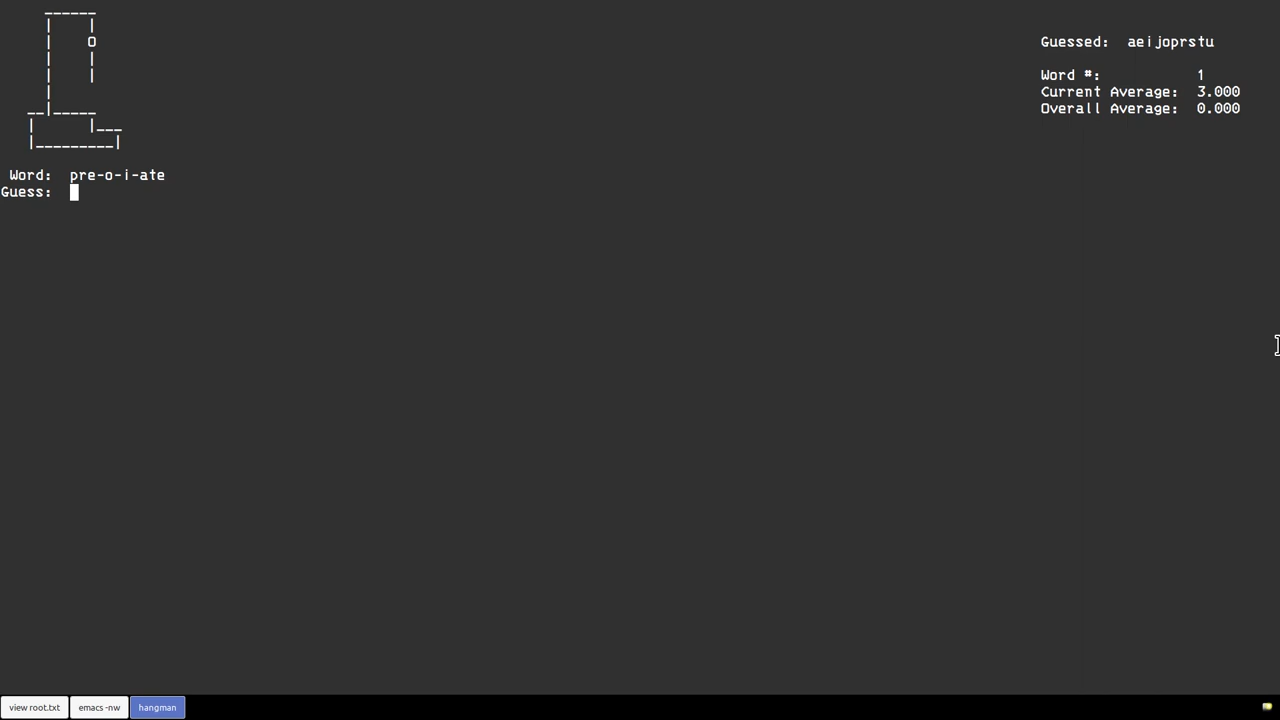 Guessed: aeijoprstu
Word #: 1
Current Average: 3.000
Overall Average: 0.000
Word: pre-o-i-ate
Guess:
view root.txt emacs -nw hangman